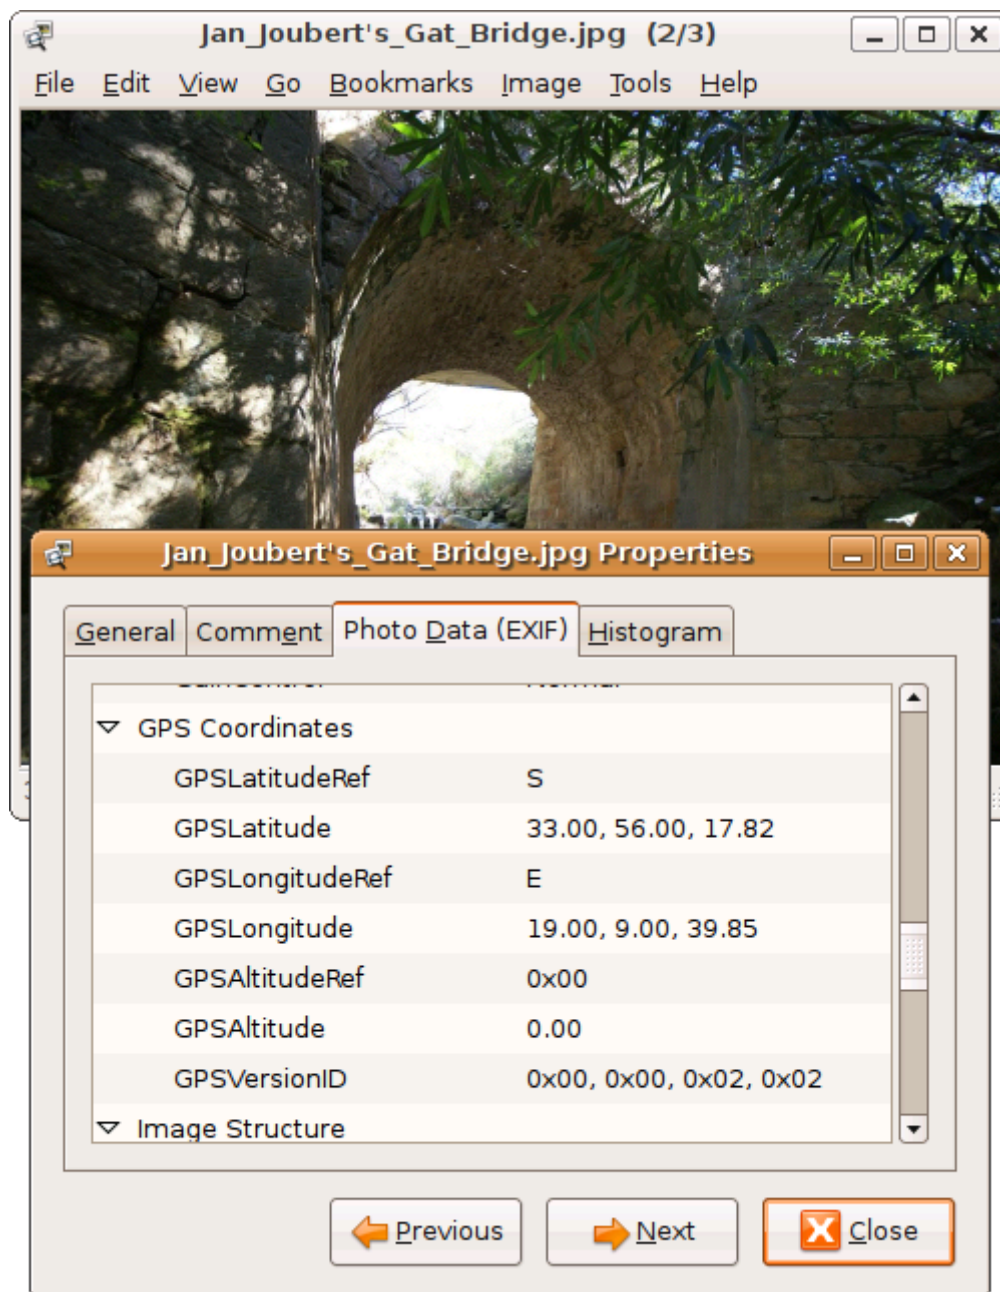 Jan_Joubert's_Gat_Bridge.jpg (2/3)
File Edit View Go Bookmarks Image Tools Help
Jan_Joubert's_Gat_Bridge.jpg Properties
General Comment Photo Data (EXIF) Histogram
GPS Coordinates
GPSLatitudeRef S
GPSLatitude 33.00, 56.00, 17.82
GPSLongitudeRef E
GPSLongitude 19.00, 9.00, 39.85
GPSAltitudeRef 0x00
GPSAltitude 0.00
GPSVersionID 0x00, 0x00, 0x02, 0x02
Image Structure
Previous Next Close